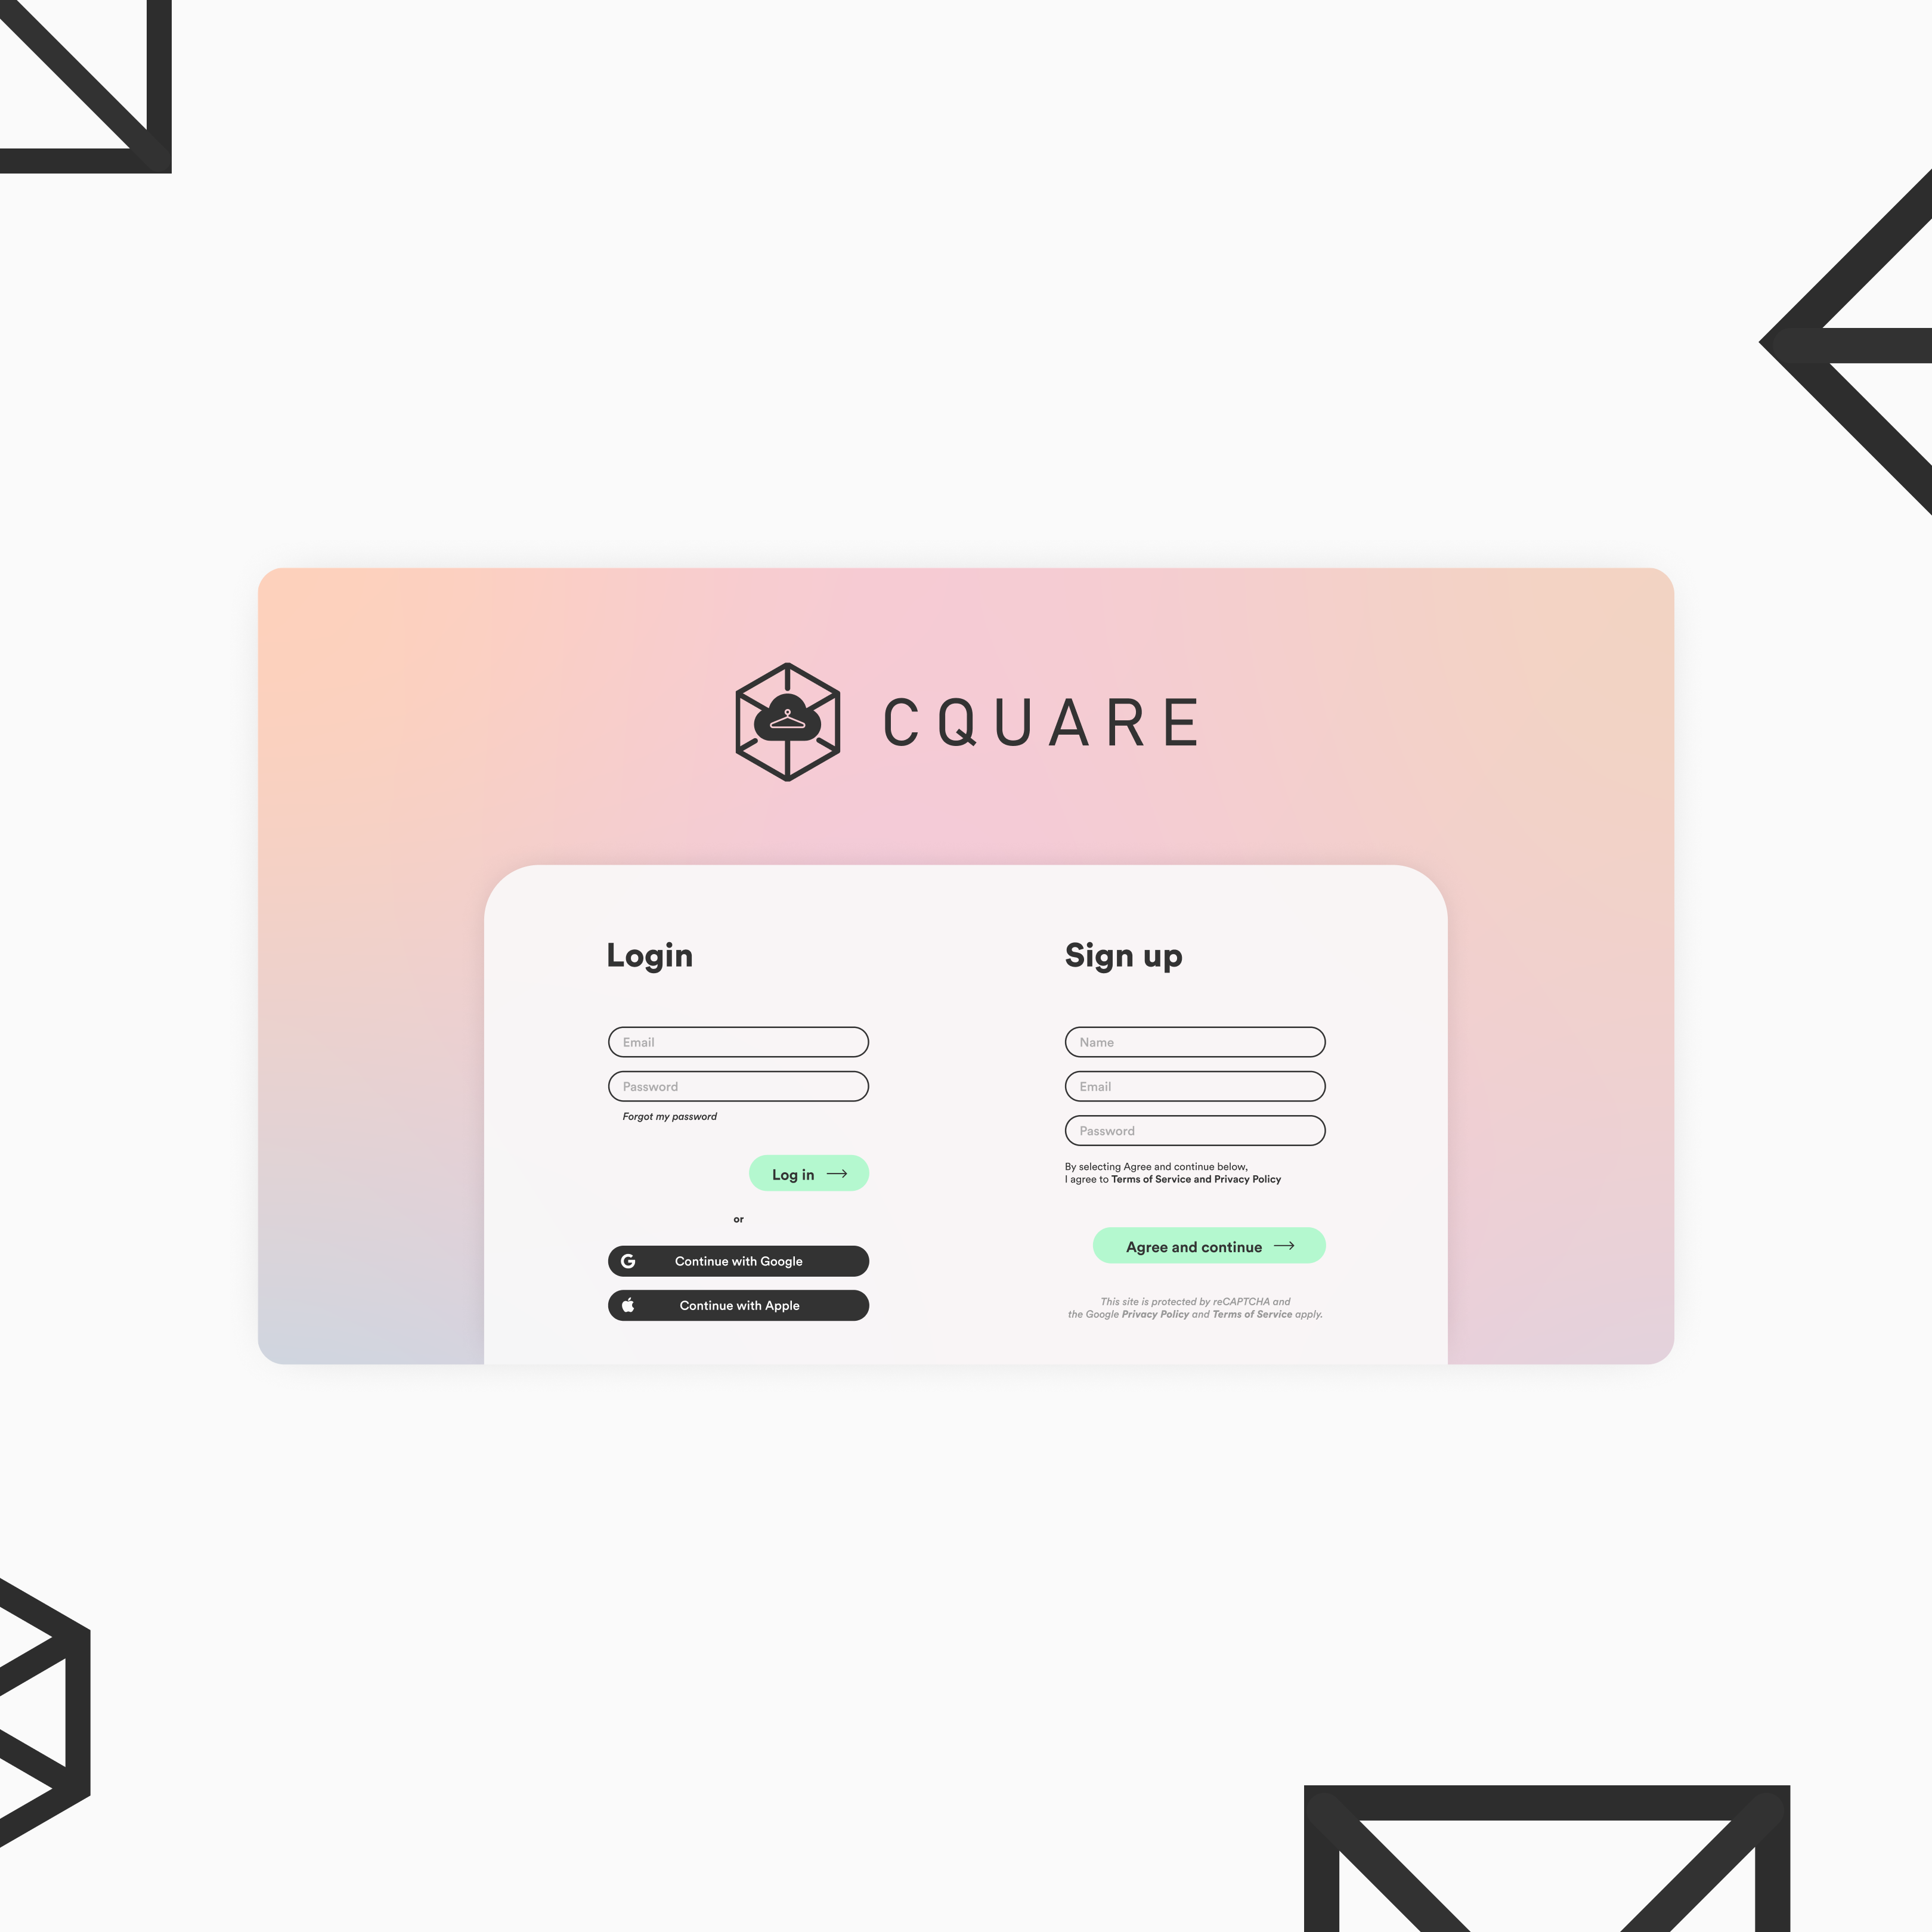 CQUARE
Login
Email
Password
Forgot my password
Log in
or
Continue with Google
Continue with Apple
Sign up
Name
Email
Password
By selecting Agree and continue below,
I agree to Terms of Service and Privacy Policy
Agree and continue
This site is protected by reCAPTCHA and
the Google Privacy Policy and Terms of Service apply.